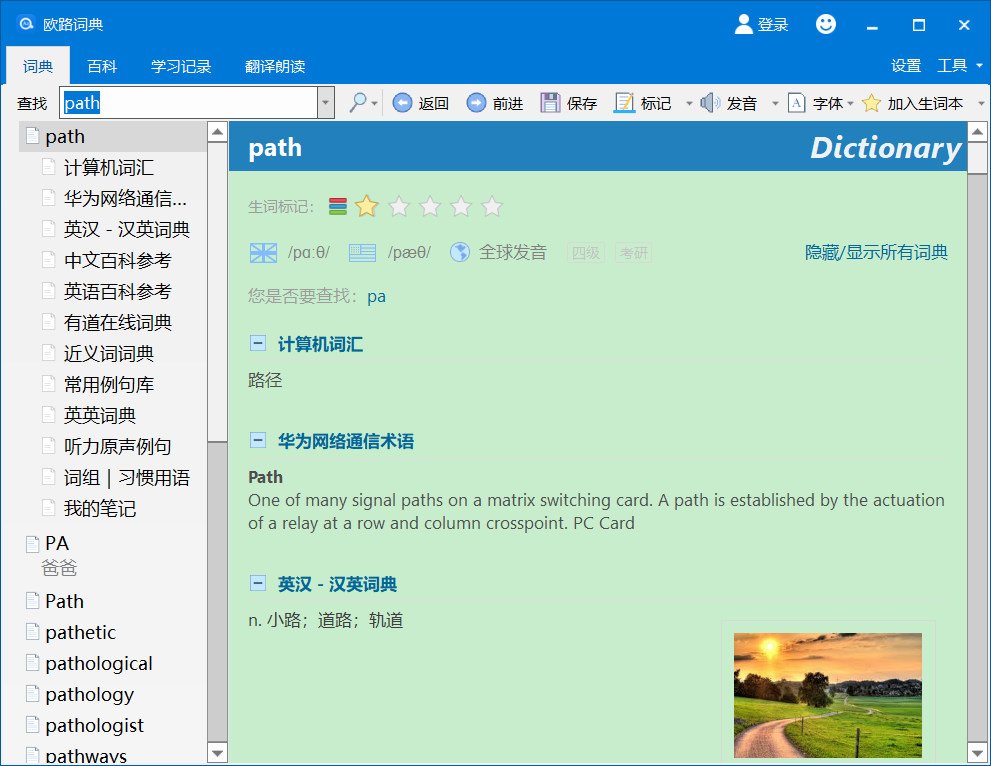 欧路词典
登录
词典 百科 学习记录 翻译朗读 设置 工具
查找 path 返回 前进 保存 标记 发音 A 字体 加入生词本
path
计算机词汇
华为网络通信...
英汉 - 汉英词典
中文百科参考
英语百科参考
有道在线词典
近义词词典
常用例句库
英英词典
听力原声例句
词组 | 习惯用语
我的笔记
PA
爸爸
Path
pathetic
pathological
pathology
pathologist
pathways
path Dictionary
生词标记:
/pɑːθ/ /pæθ/ 全球发音 四级 考研 隐藏/显示所有词典
您是否要查找: pa
计算机词汇
路径
华为网络通信术语
Path
One of many signal paths on a matrix switching card. A path is established by the actuation
of a relay at a row and column crosspoint. PC Card
英汉 - 汉英词典
n. 小路；道路；轨道